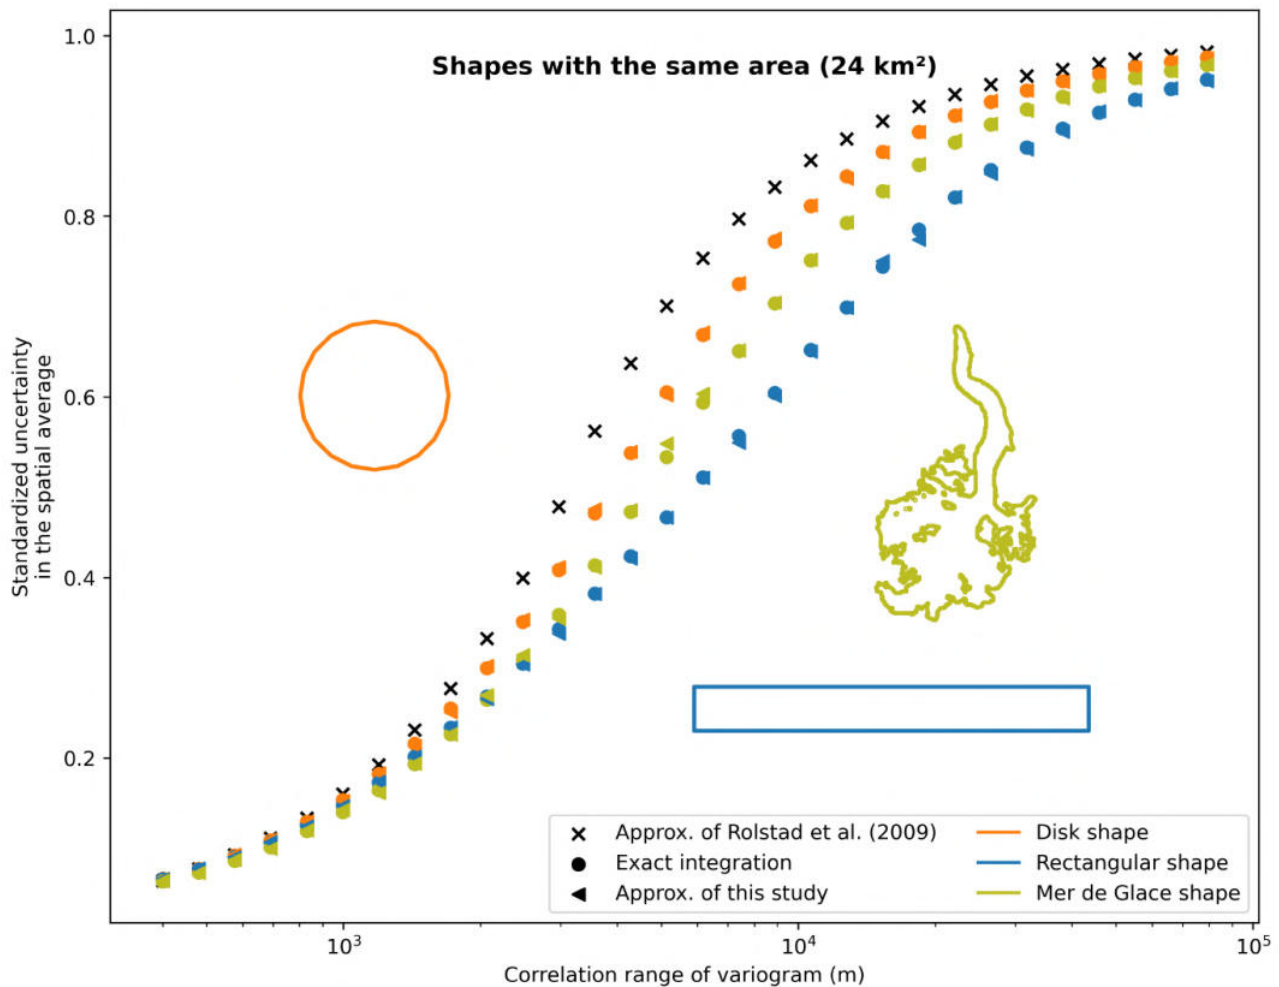 Shapes with the same area (24 km²)
1.0
0.8
0.6
0.4
0.2
Standardized uncertainty
in the spatial average
Approx. of Rolstad et al. (2009)
Exact integration
Approx. of this study
Disk shape
Rectangular shape
Mer de Glace shape
10³
10⁴
10⁵
Correlation range of variogram (m)